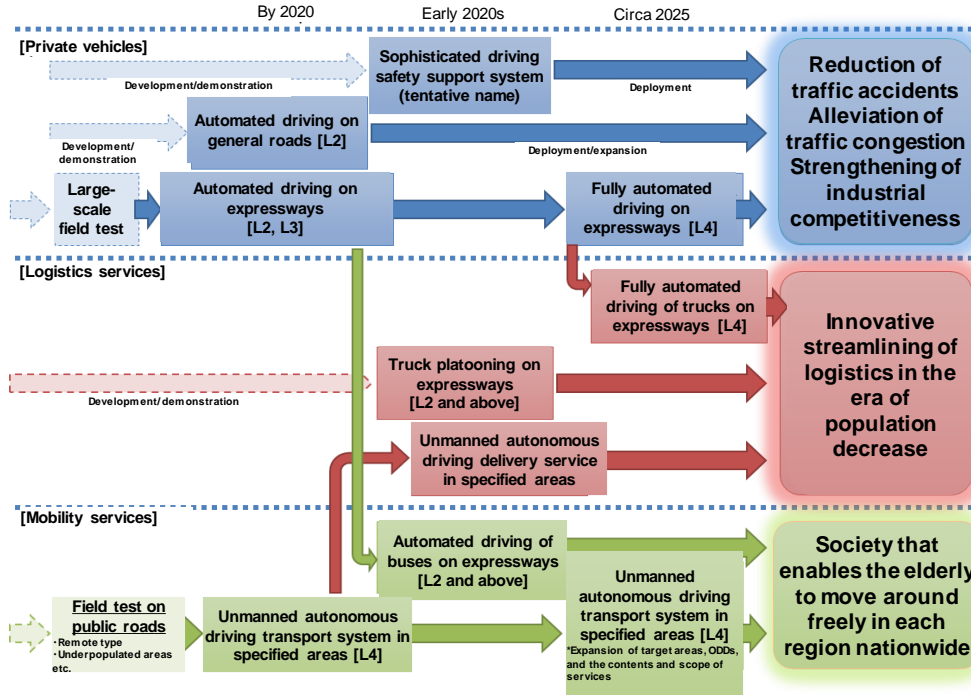 By 2020
Early 2020s
Circa 2025
[Private vehicles]
Development/demonstration
Sophisticated driving
safety support system
(tentative name)
Deployment
Development/
demonstration
Automated driving on
general roads [L2]
Deployment/expansion
Large-
scale
field test
Automated driving on
expressways
[L2, L3]
Fully automated
driving on
expressways [L4]
Reduction of
traffic accidents
Alleviation of
traffic congestion
Strengthening of
industrial
competitiveness
[Logistics services]
Fully automated
driving of trucks on
expressways [L4]
Development/demonstration
Truck platooning on
expressways
[L2 and above]
Unmanned autonomous
driving delivery service
in specified areas
Innovative
streamlining of
logistics in the
era of
population
decrease
[Mobility services]
Automated driving of
buses on expressways
[L2 and above]
Field test on
public roads
・Remote type
・Underpopulated areas
etc.
Unmanned autonomous
driving transport system in
specified areas [L4]
Unmanned
autonomous driving
transport system in
specified areas [L4]
*Expansion of target areas, ODDs,
and the contents and scope of
services
Society that
enables the elderly
to move around
freely in each
region nationwide